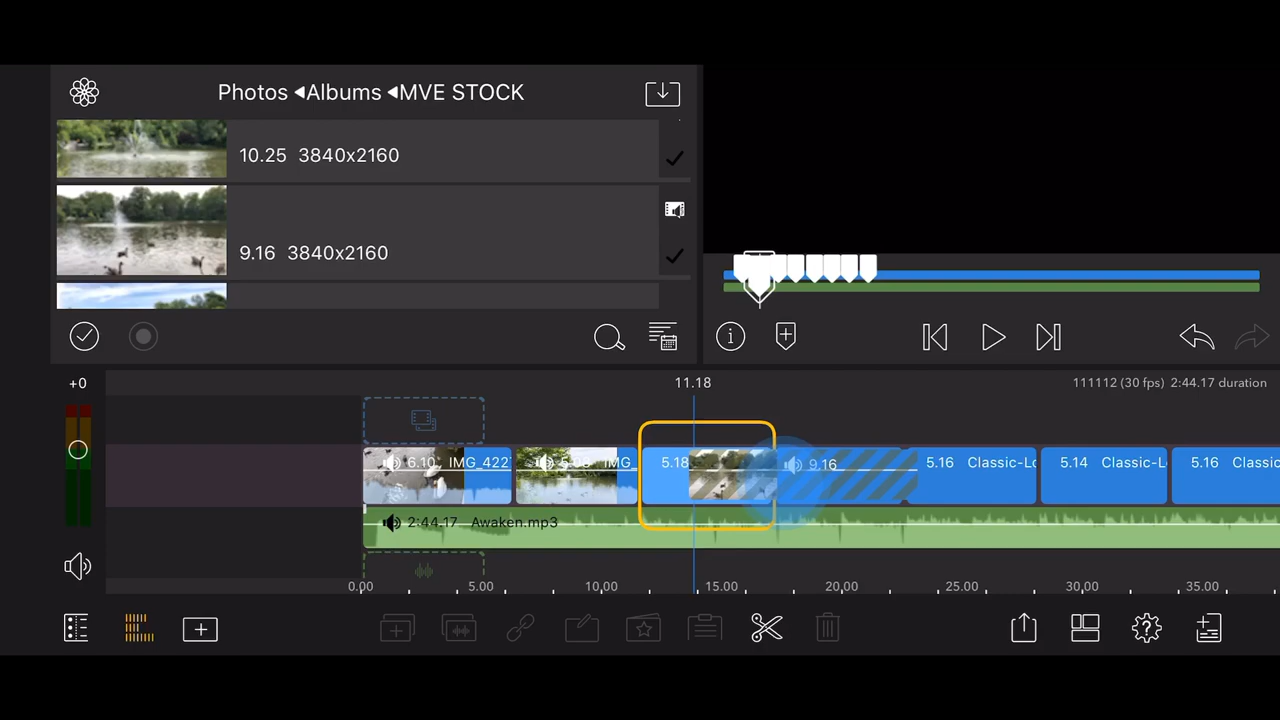 Photos ◀Albums ◀MVE STOCK
10.25 3840x2160
9.16 3840x2160
+0
11.18
111112 (30 fps) 2:44.17 duration
6.10 IMG_422
IMG_
5.18
9.16
5.16 Classic-Lo
5.14 Classic-L
5.16 Classic
2:44.17 Awaken.mp3
0.00 5.00 10.00 15.00 20.00 25.00 30.00 35.00